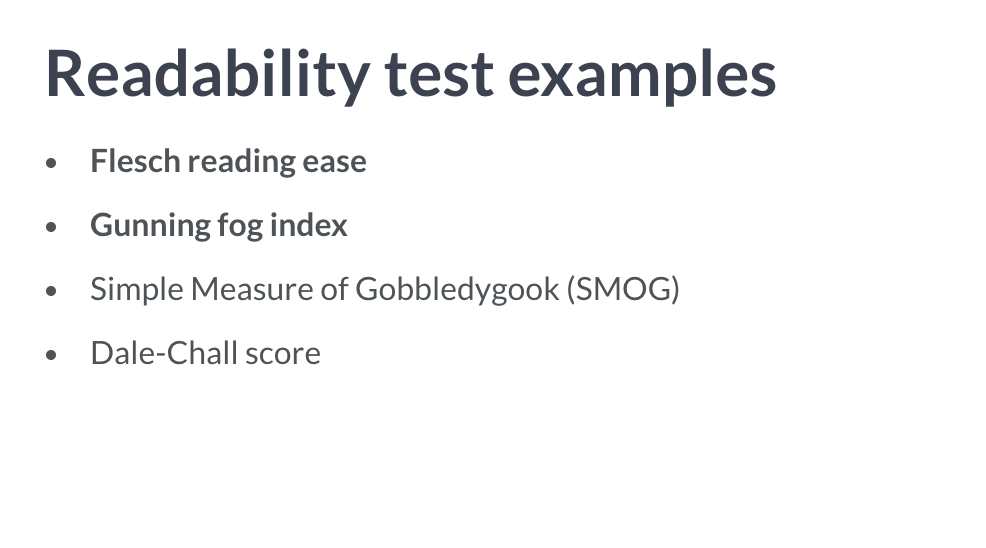 Readability test examples
• Flesch reading ease
• Gunning fog index
• Simple Measure of Gobbledygook (SMOG)
• Dale-Chall score